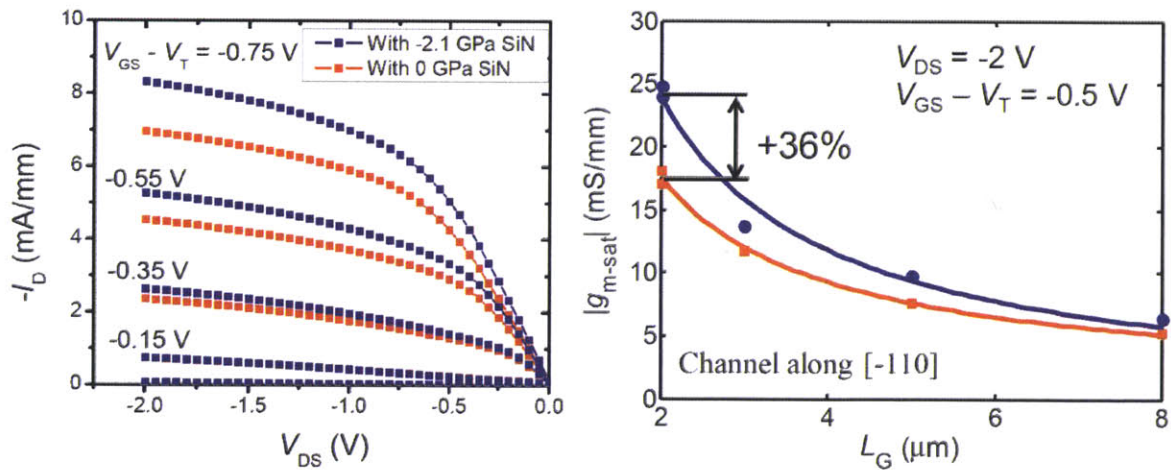 10
8
6
4
2
0
-I_D (mA/mm)
V_GS - V_T = -0.75 V
With -2.1 GPa SiN
With 0 GPa SiN
-0.55 V
-0.35 V
-0.15 V
-2.0 -1.5 -1.0 -0.5 0.0
V_DS (V)
30
25
20
15
10
5
0
|g_m-sat| (mS/mm)
V_DS = -2 V
V_GS – V_T = -0.5 V
+36%
Channel along [-110]
2 4 6 8
L_G (μm)